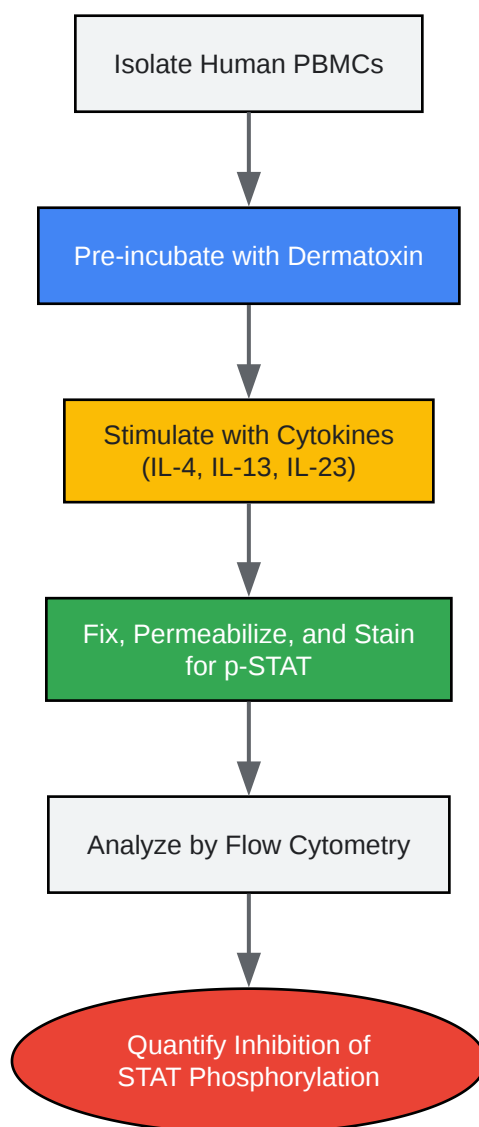 Isolate Human PBMCs
Pre-incubate with Dermatoxin
Stimulate with Cytokines
(IL-4, IL-13, IL-23)
Fix, Permeabilize, and Stain
for p-STAT
Analyze by Flow Cytometry
Quantify Inhibition of
STAT Phosphorylation